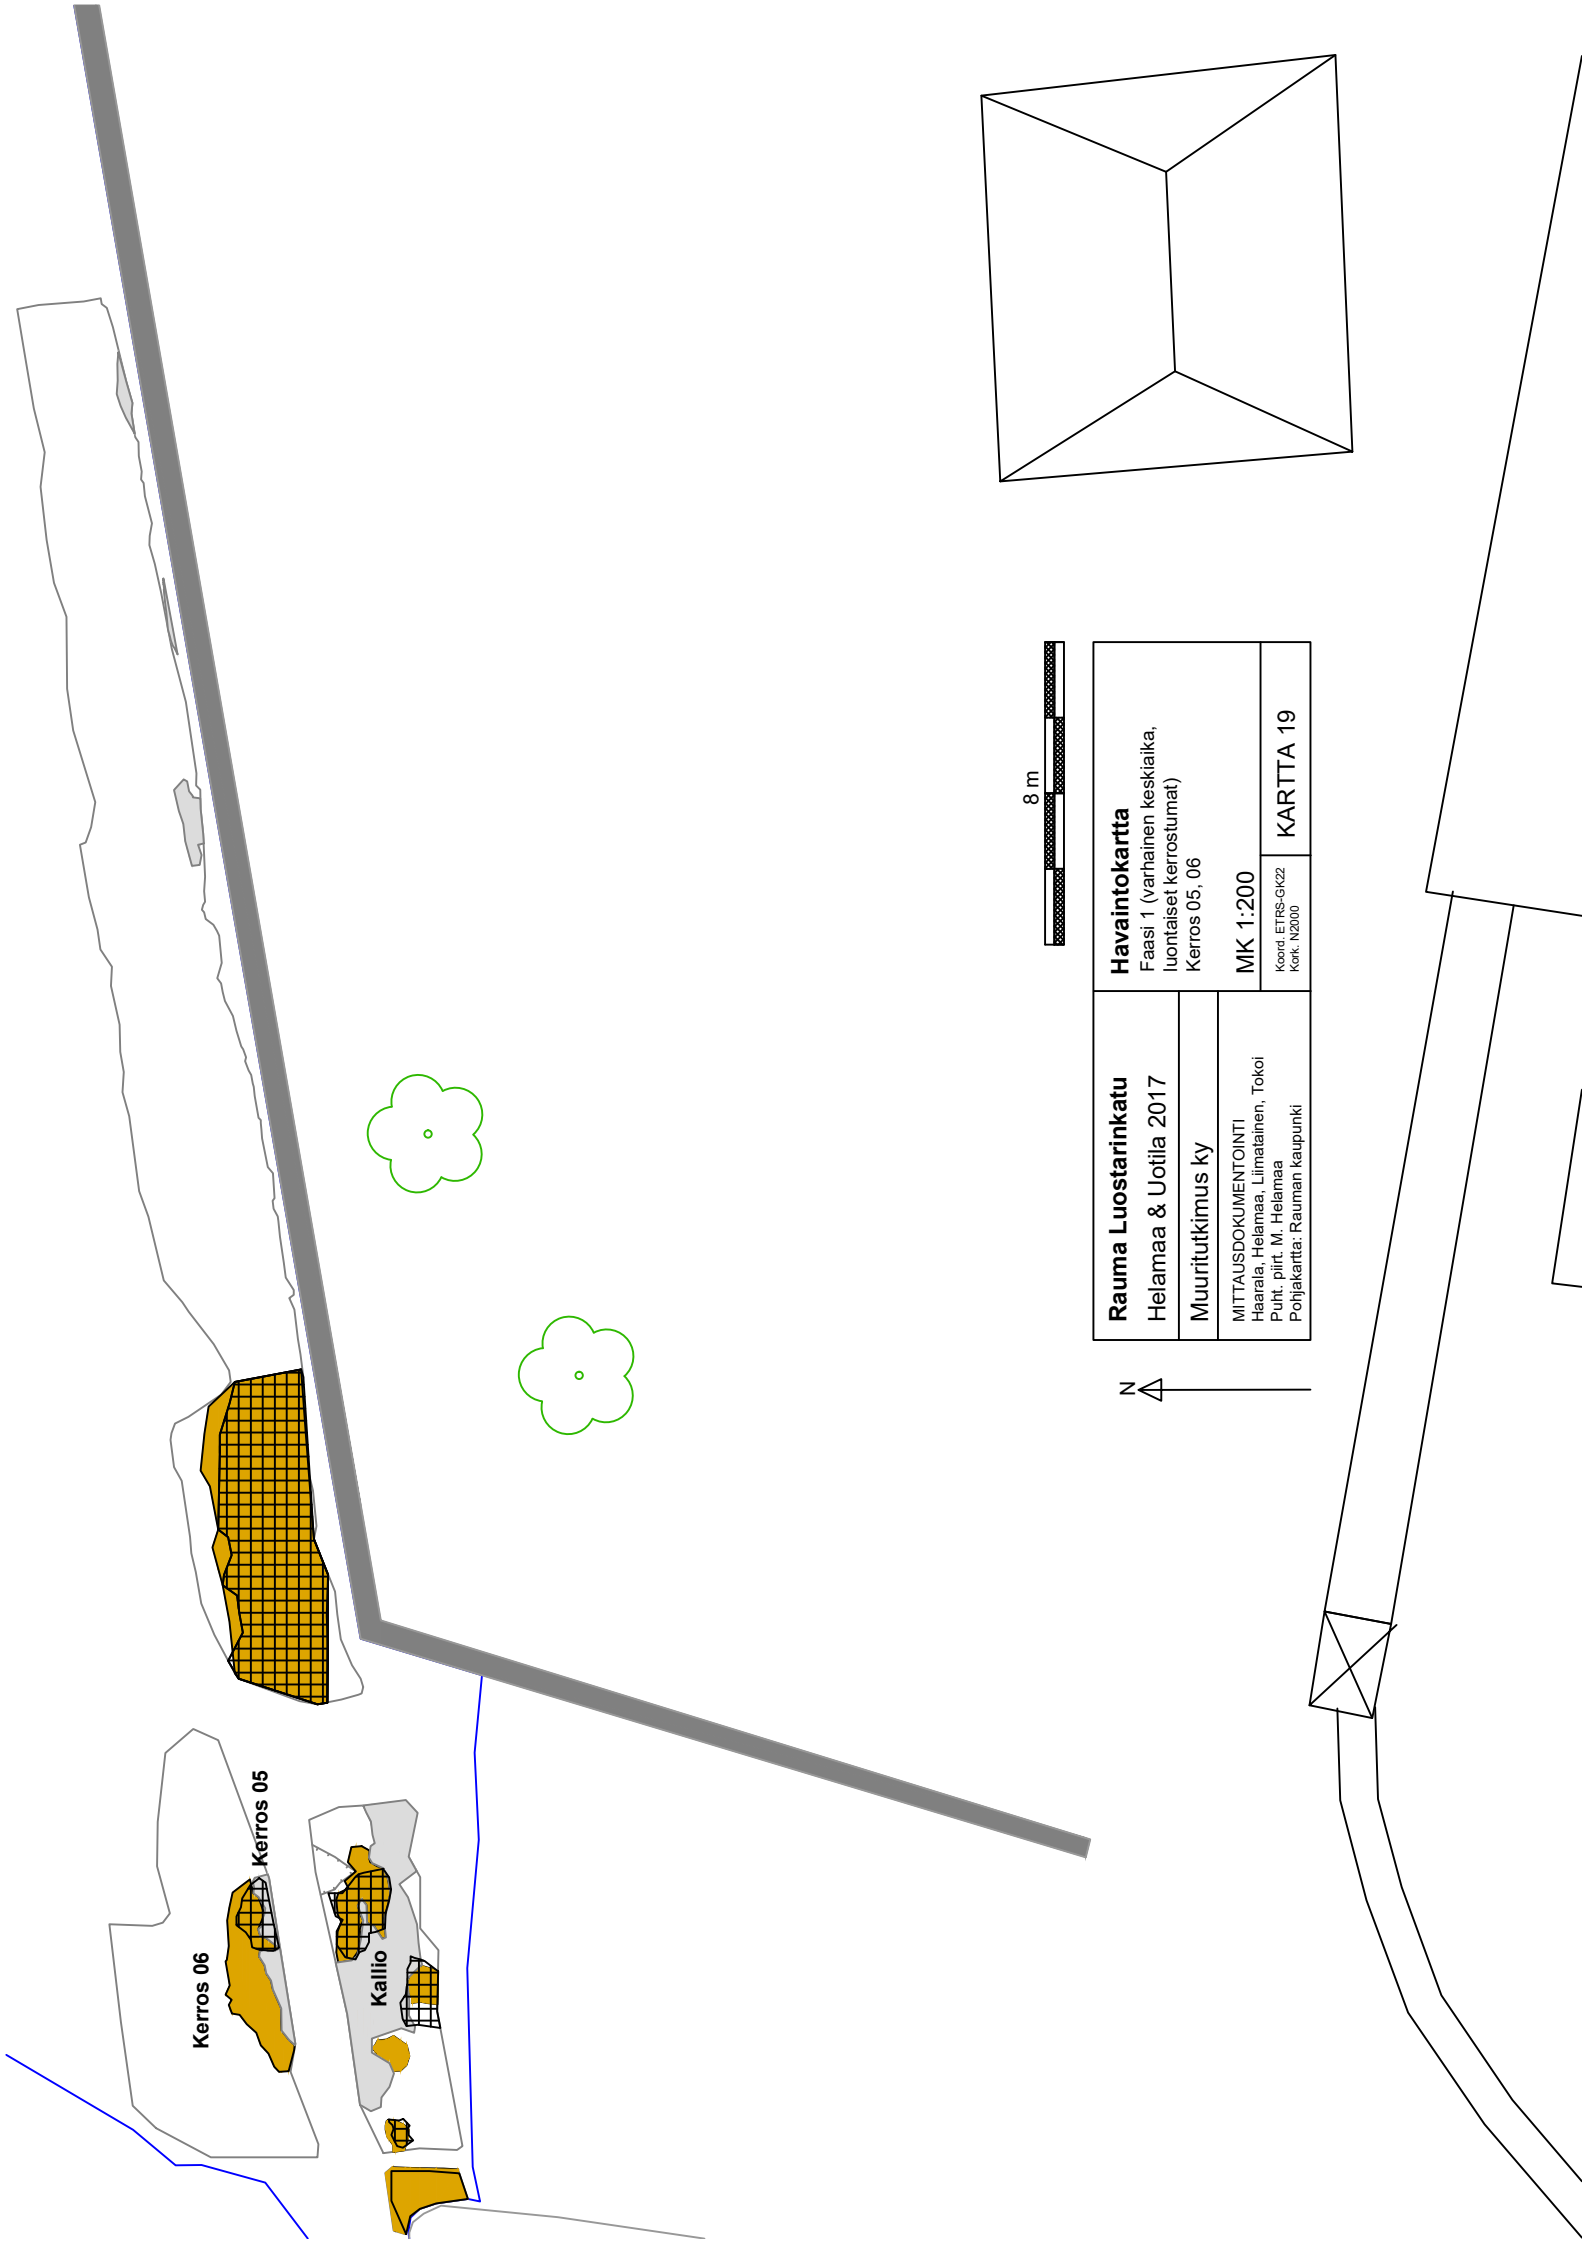 Kerros 06
Kerros 05
Kallio
N
8 m
Rauma Luostarinkatu
Helamaa & Uotila 2017
Muuritutkimus ky
MITTAUSDOKUMENTOINTI
Haarala, Helamaa, Liimatainen, Tokoi
Puht. piirt. M. Helamaa
Pohjakartta: Rauman kaupunki
Havaintokartta
Faasi 1 (varhainen keskiaika,
luontaiset kerrostumat)
Kerros 05, 06
MK 1:200
Koord. ETRS-GK22
Kork. N2000
KARTTA 19